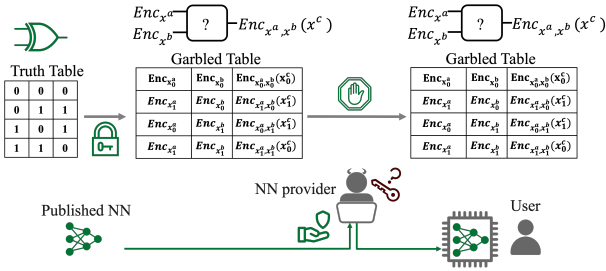 Enc_{x^a}
?
Enc_{x^a,x^b}(x^c)
Enc_{x^b}
Enc_{x^a}
?
Enc_{x^a,x^b}(x^c)
Enc_{x^b}
Truth Table
Garbled Table
Garbled Table
0 0 0
0 1 1
1 0 1
1 1 0
Enc_{x_0^a} Enc_{x_0^b} Enc_{x_0^a,x_0^b}(x_0^c)
Enc_{x_1^a} Enc_{x_0^b} Enc_{x_0^a,x_1^b}(x_1^c)
Enc_{x_0^a} Enc_{x_1^b} Enc_{x_0^a,x_1^b}(x_1^c)
Enc_{x_1^a} Enc_{x_1^b} Enc_{x_1^a,x_1^b}(x_0^c)
Enc_{x_0^a} Enc_{x_0^b} Enc_{x_0^a,x_0^b}(x_0^c)
Enc_{x_1^a} Enc_{x_0^b} Enc_{x_0^a,x_1^b}(x_1^c)
Enc_{x_0^a} Enc_{x_1^b} Enc_{x_0^a,x_1^b}(x_1^c)
Enc_{x_1^a} Enc_{x_1^b} Enc_{x_1^a,x_1^b}(x_0^c)
NN provider
?
Published NN
User